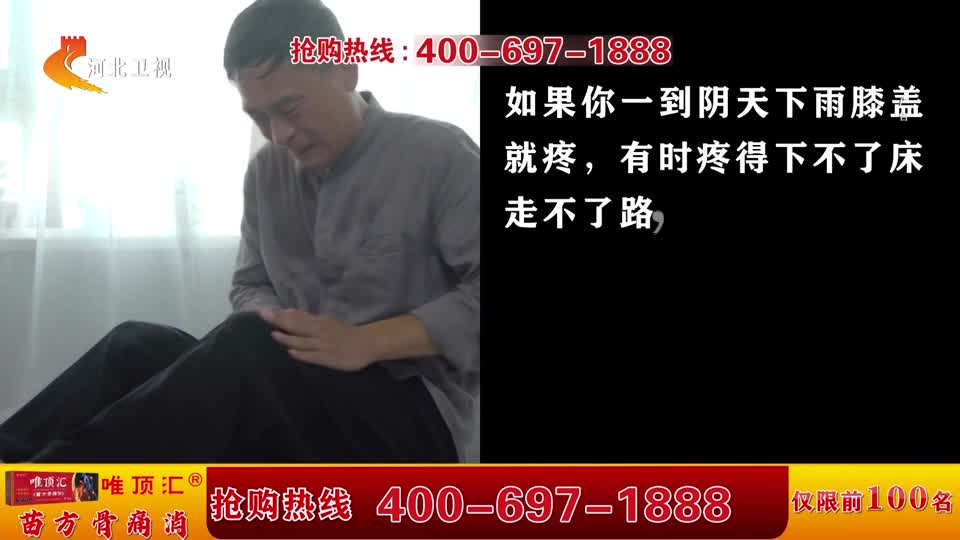 河北卫视
抢购热线：400-697-1888
如果你一到阴天下雨膝盖
就疼，有时疼得下不了床
走不了路，
唯顶汇
唯顶汇®
苗方骨痛消
抢购热线 400-697-1888
仅限前100名